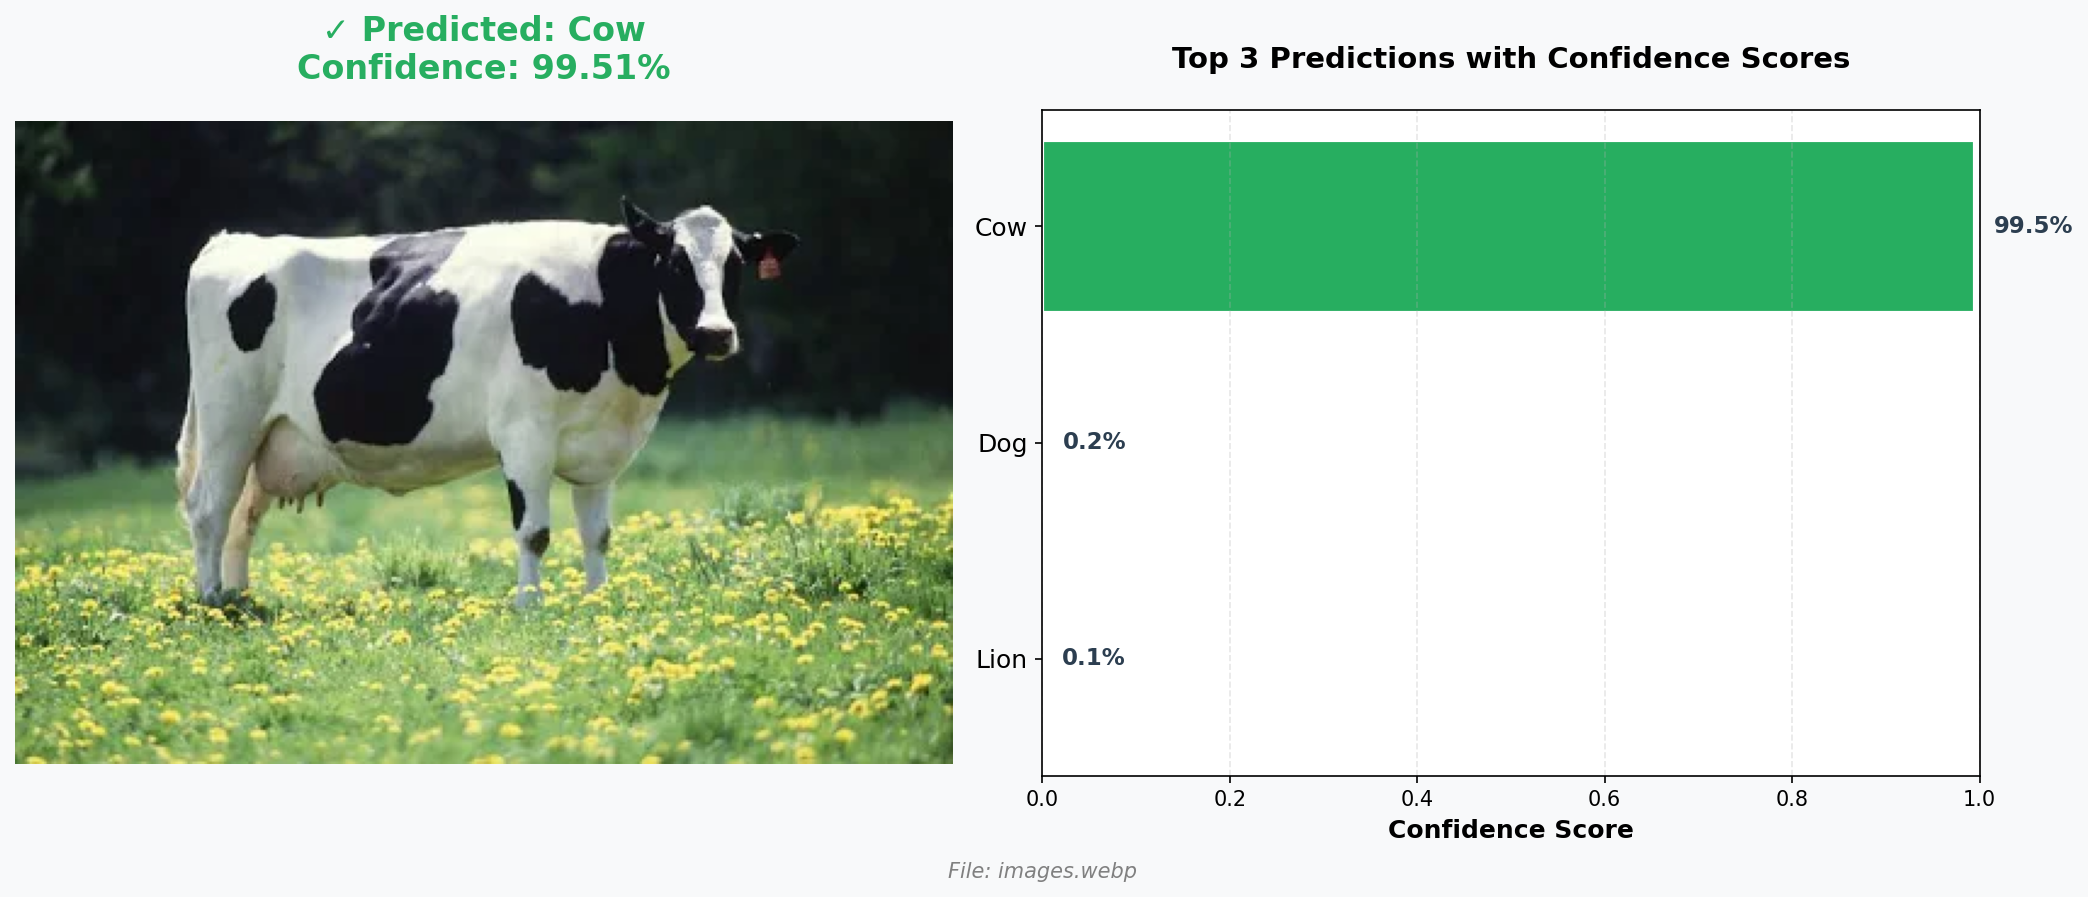 ✓ Predicted: Cow
Confidence: 99.51%
Top 3 Predictions with Confidence Scores
Cow
99.5%
Dog
0.2%
Lion
0.1%
0.0 0.2 0.4 0.6 0.8 1.0
Confidence Score
File: images.webp